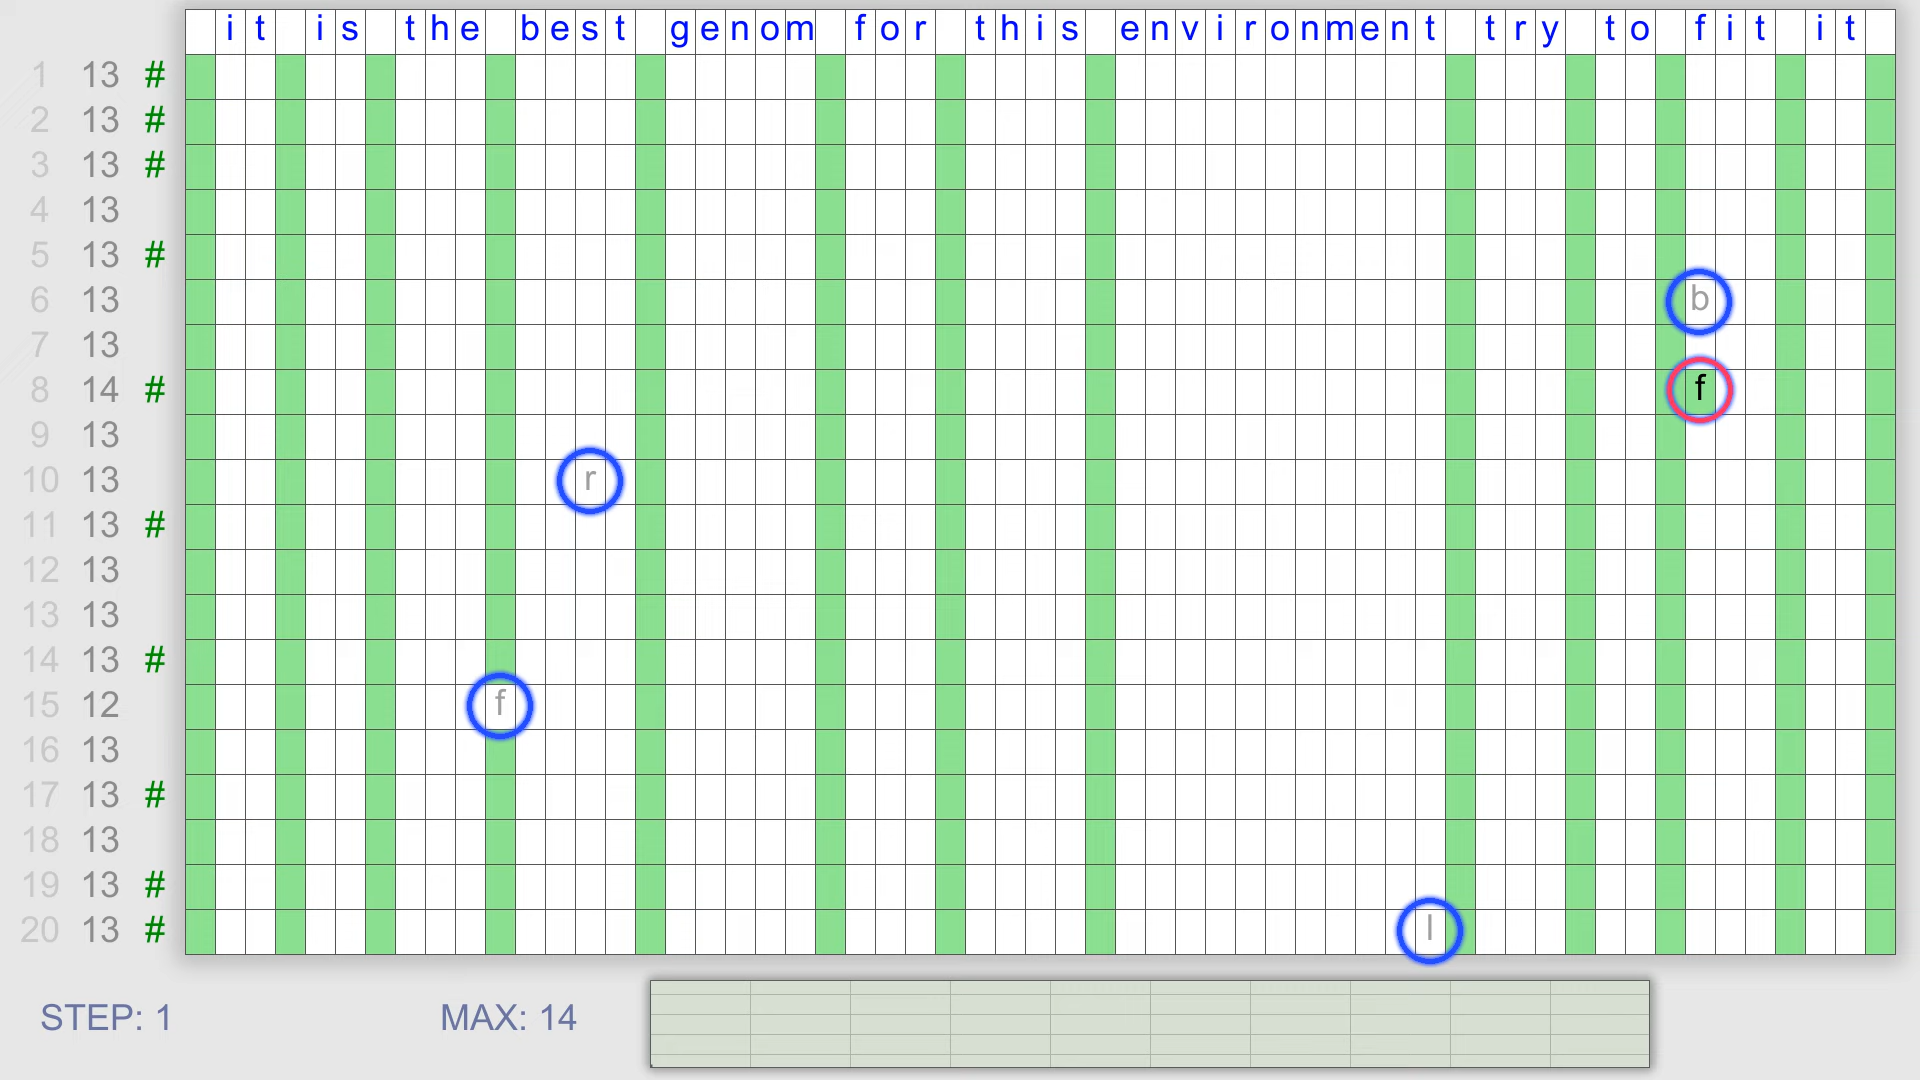 it is the best genom for this environment try to fit it
1 13 #
2 13 #
3 13 #
4 13
5 13 #
6 13 b
7 13
8 14 # f
9 13
10 13 r
11 13 #
12 13
13 13
14 13 #
15 12 f
16 13
17 13 #
18 13
19 13 #
20 13 # l
STEP: 1 MAX: 14